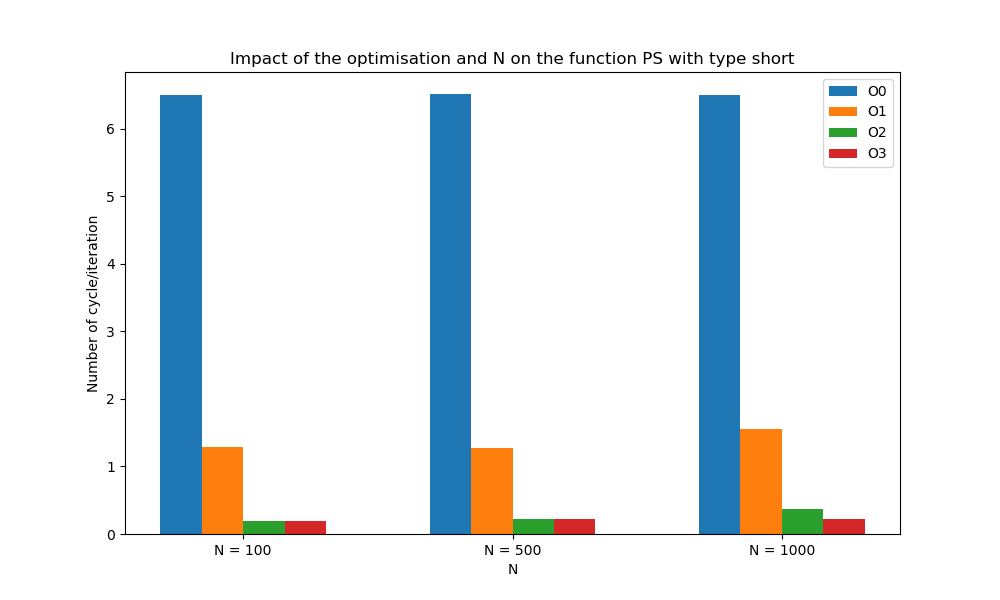 Impact of the optimisation and N on the function PS with type short
O0
O1
O2
O3
Number of cycle/iteration
6
5
4
3
2
1
0
N = 100
N = 500
N = 1000
N